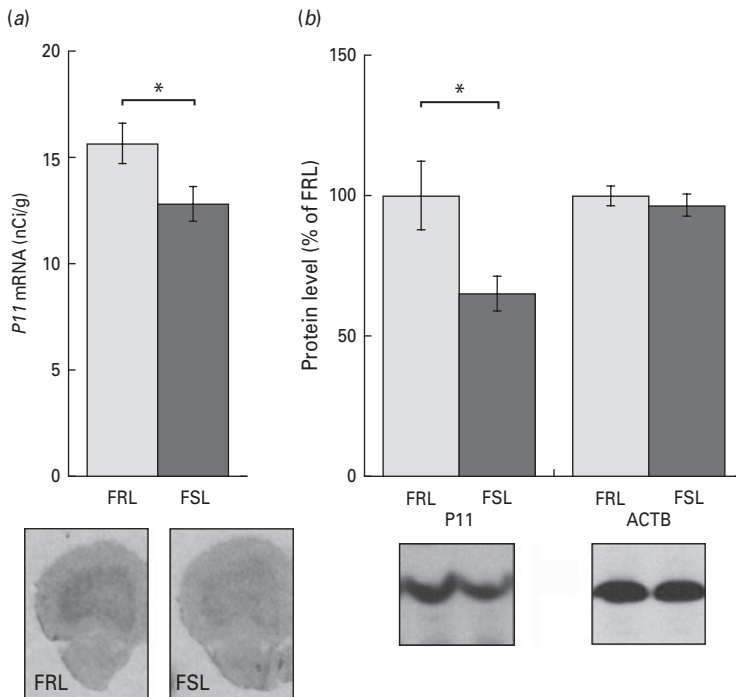 (a)
20
15
10
5
0
P11 mRNA (nCi/g)
*
FRL FSL
FRL
FSL
(b)
150
100
50
0
Protein level (% of FRL)
*
FRL FSL FRL FSL
P11 ACTB